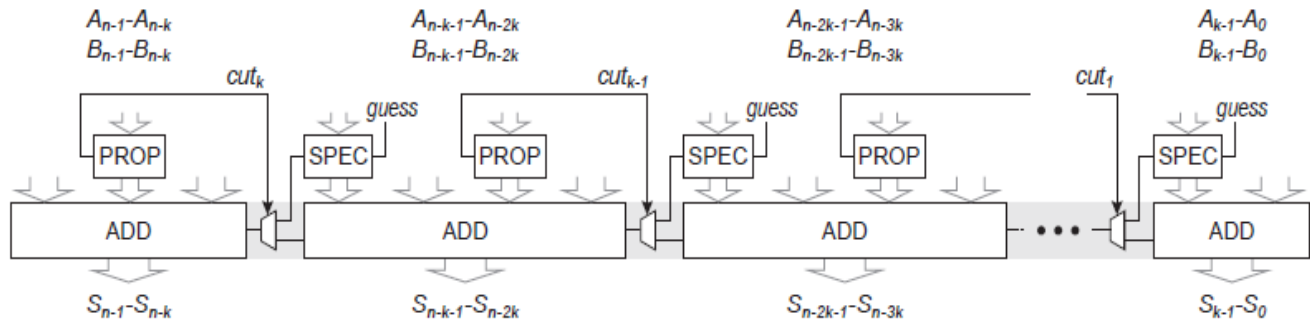 Aₙ₋₁-Aₙ₋ₖ Aₙ₋ₖ₋₁-Aₙ₋₂ₖ Aₙ₋₂ₖ₋₁-Aₙ₋₃ₖ Aₖ₋₁-A₀
Bₙ₋₁-Bₙ₋ₖ Bₙ₋ₖ₋₁-Bₙ₋₂ₖ Bₙ₋₂ₖ₋₁-Bₙ₋₃ₖ Bₖ₋₁-B₀
cutₖ cutₖ₋₁ cut₁
guess guess guess
PROP SPEC PROP SPEC PROP SPEC
ADD ADD ADD ••• ADD
Sₙ₋₁-Sₙ₋ₖ Sₙ₋ₖ₋₁-Sₙ₋₂ₖ Sₙ₋₂ₖ₋₁-Sₙ₋₃ₖ Sₖ₋₁-S₀